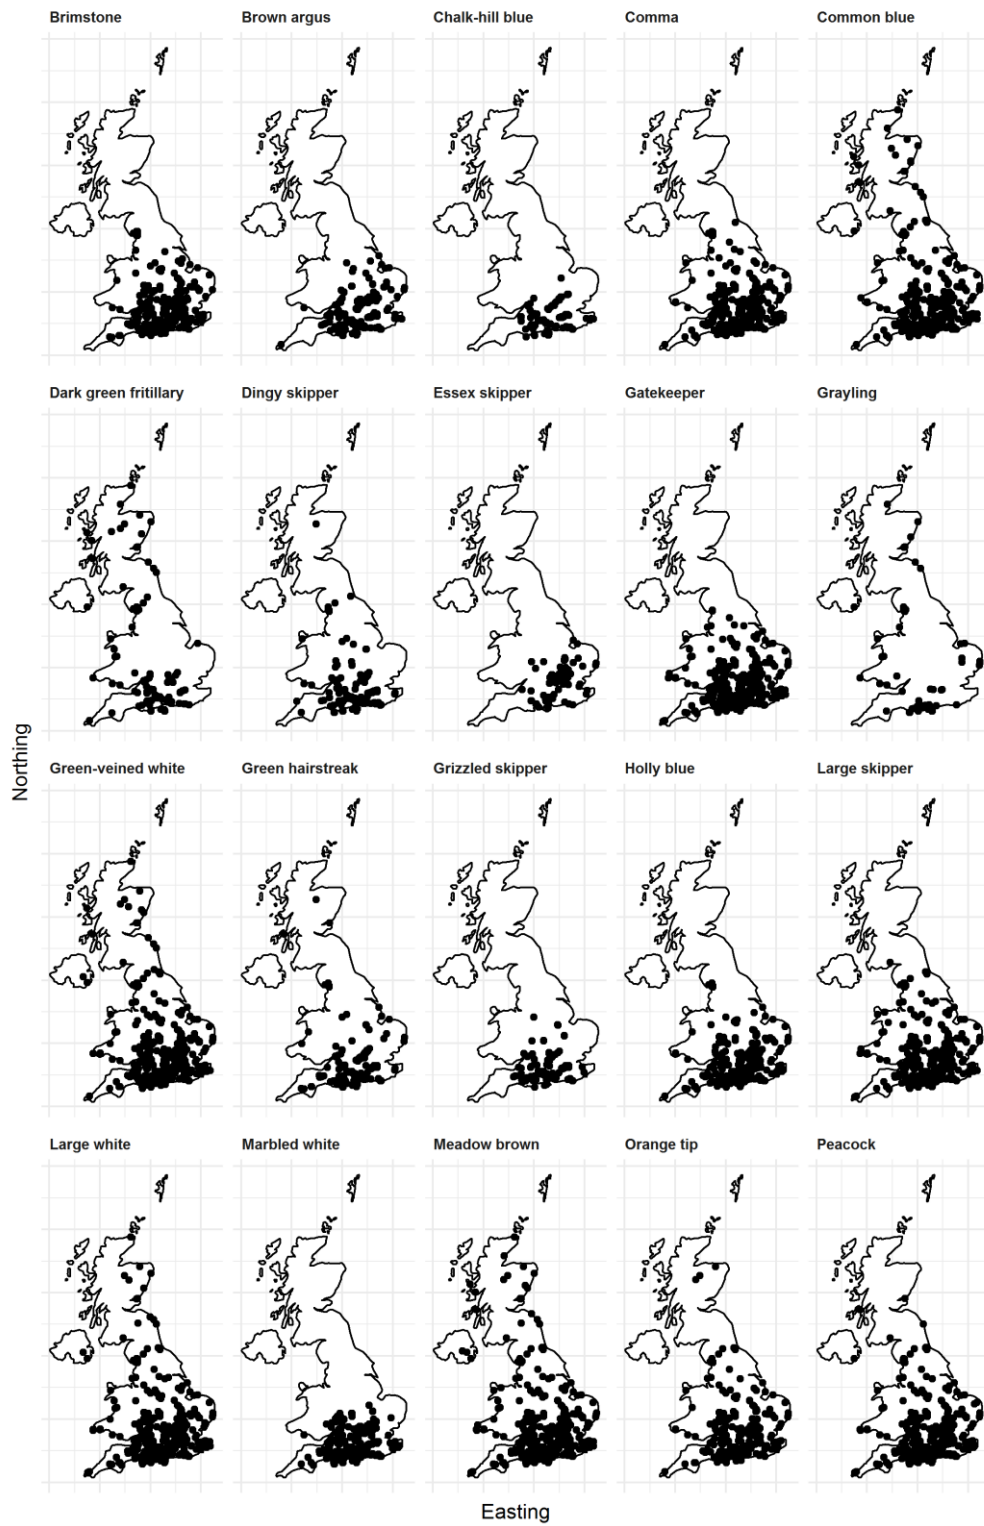 Brimstone
Brown argus
Chalk-hill blue
Comma
Common blue
Dark green fritillary
Dingy skipper
Essex skipper
Gatekeeper
Grayling
Northing
Green-veined white
Green hairstreak
Grizzled skipper
Holly blue
Large skipper
Large white
Marbled white
Meadow brown
Orange tip
Peacock
Easting